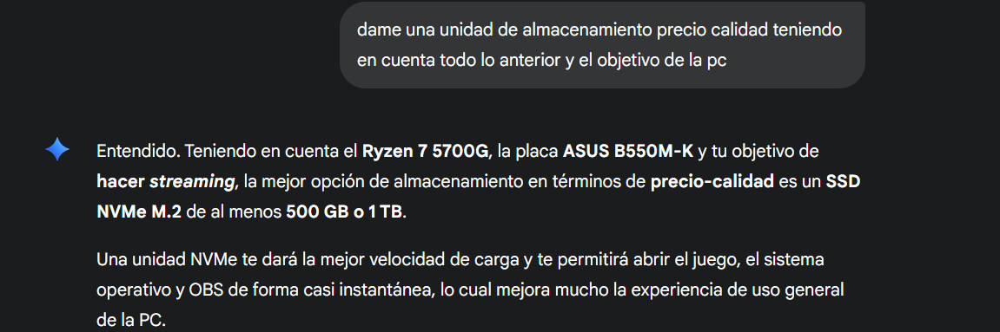 dame una unidad de almacenamiento precio calidad teniendo
en cuenta todo lo anterior y el objetivo de la pc
Entendido. Teniendo en cuenta el Ryzen 7 5700G, la placa ASUS B550M-K y tu objetivo de
hacer streaming, la mejor opción de almacenamiento en términos de precio-calidad es un SSD
NVMe M.2 de al menos 500 GB o 1 TB.
Una unidad NVMe te dará la mejor velocidad de carga y te permitirá abrir el juego, el sistema
operativo y OBS de forma casi instantánea, lo cual mejora mucho la experiencia de uso general
de la PC.